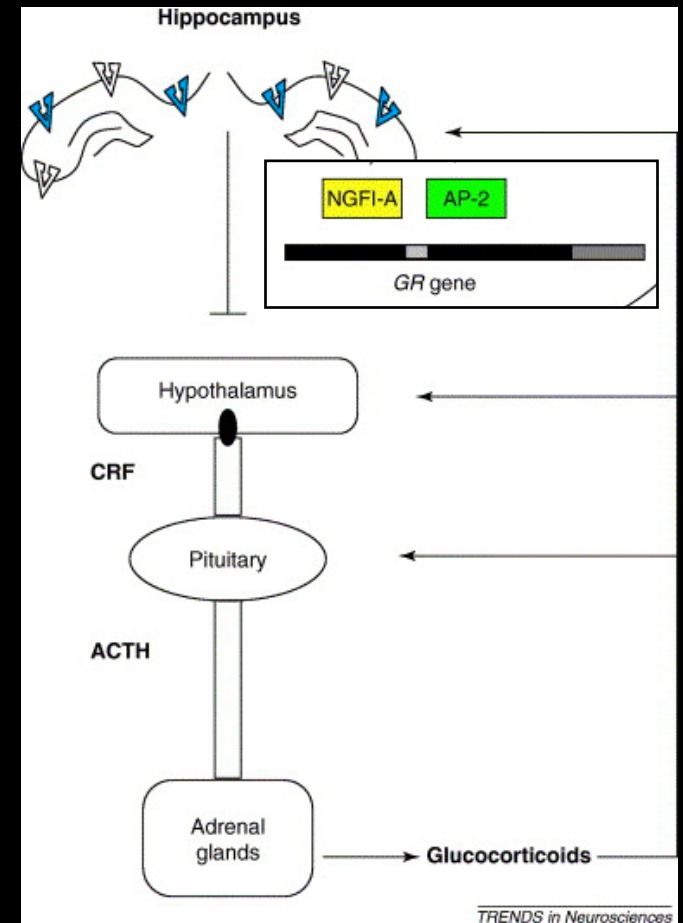 Hippocampus
NGFI-A
AP-2
GR gene
Hypothalamus
CRF
Pituitary
ACTH
Adrenal
glands
Glucocorticoids
TRENDS in Neurosciences